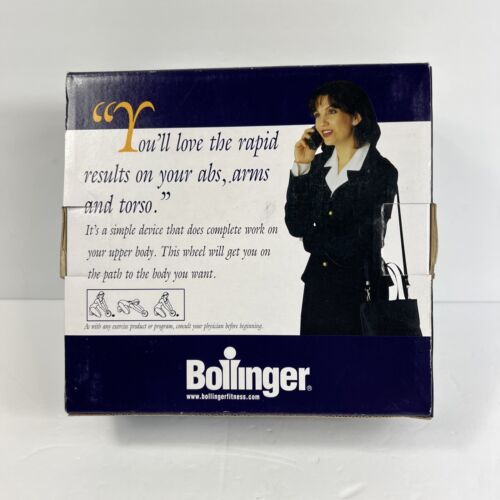 “You'll love the rapid
results on your abs, arms
and torso.”
It's a simple device that does complete work on
your upper body. This wheel will get you on
the path to the body you want.
As with any exercise product or program, consult your physician before beginning.
Bollinger®
www.bollingerfitness.com